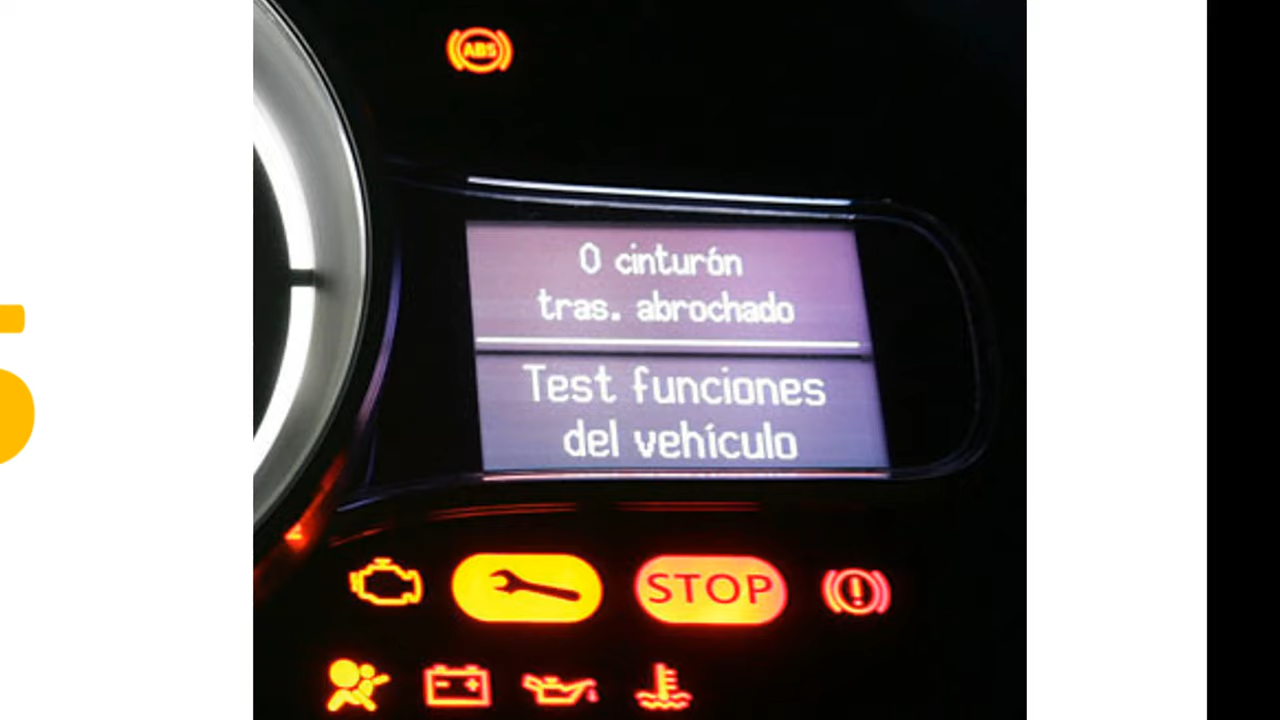 ABS
0 cinturón
tras. abrochado
Test funciones
del vehículo
STOP